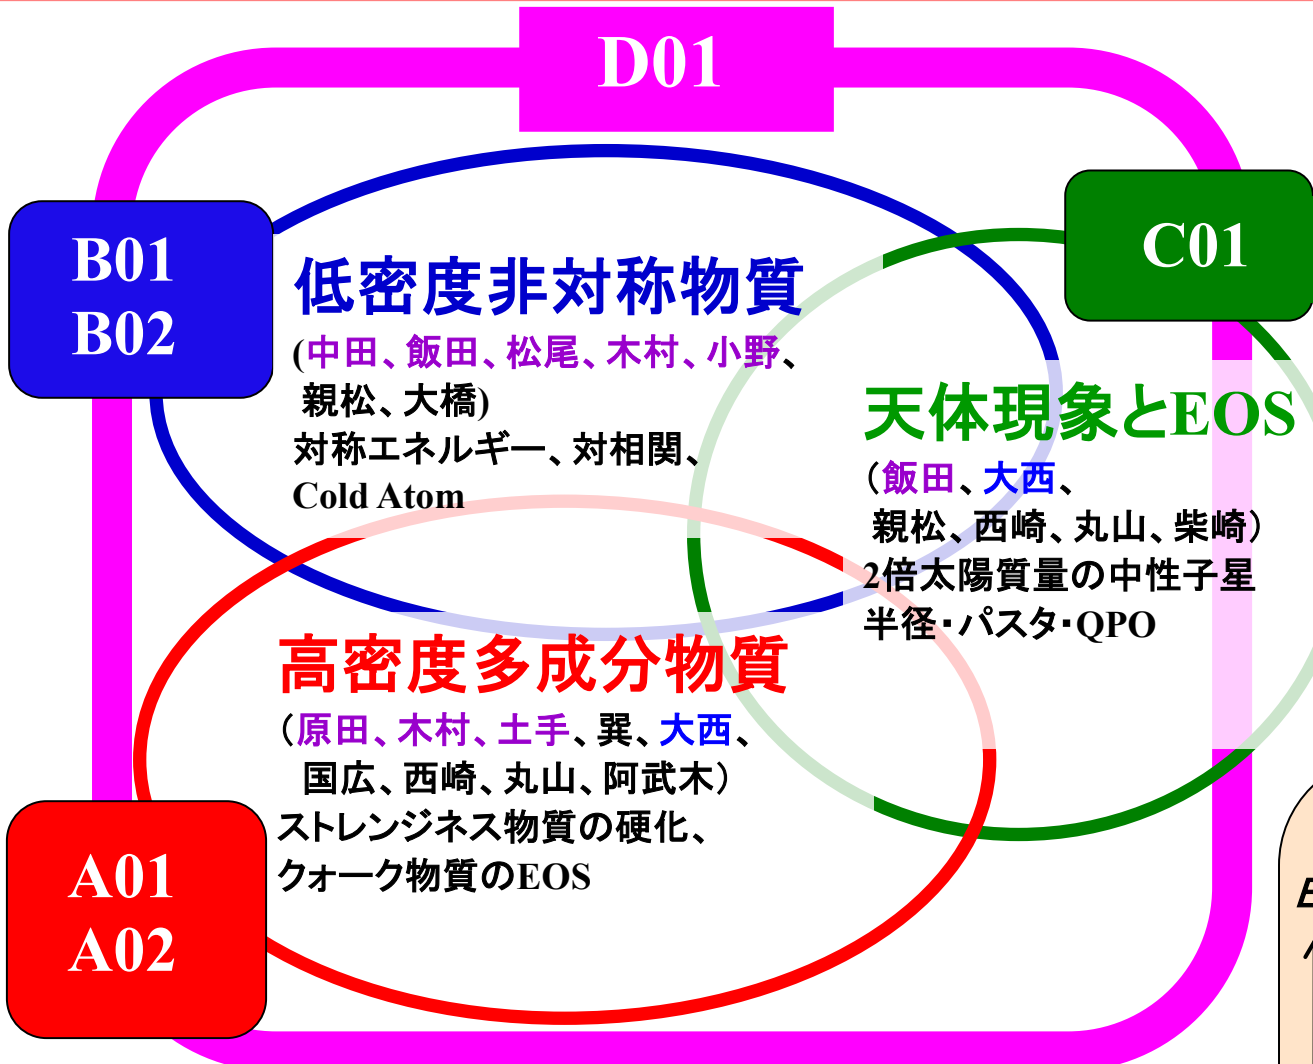 D01
B01
B02
C01
低密度非対称物質
(中田、飯田、松尾、木村、小野、
親松、大橋)
対称エネルギー、対相関、
Cold Atom
天体現象とEOS
（飯田、大西、
親松、西崎、丸山、柴崎）
2倍太陽質量の中性子星
半径・パスタ・QPO
高密度多成分物質
（原田、木村、土手、巽、大西、
国広、西崎、丸山、阿武木）
ストレンジネス物質の硬化、
クォーク物質のEOS
A01
A02